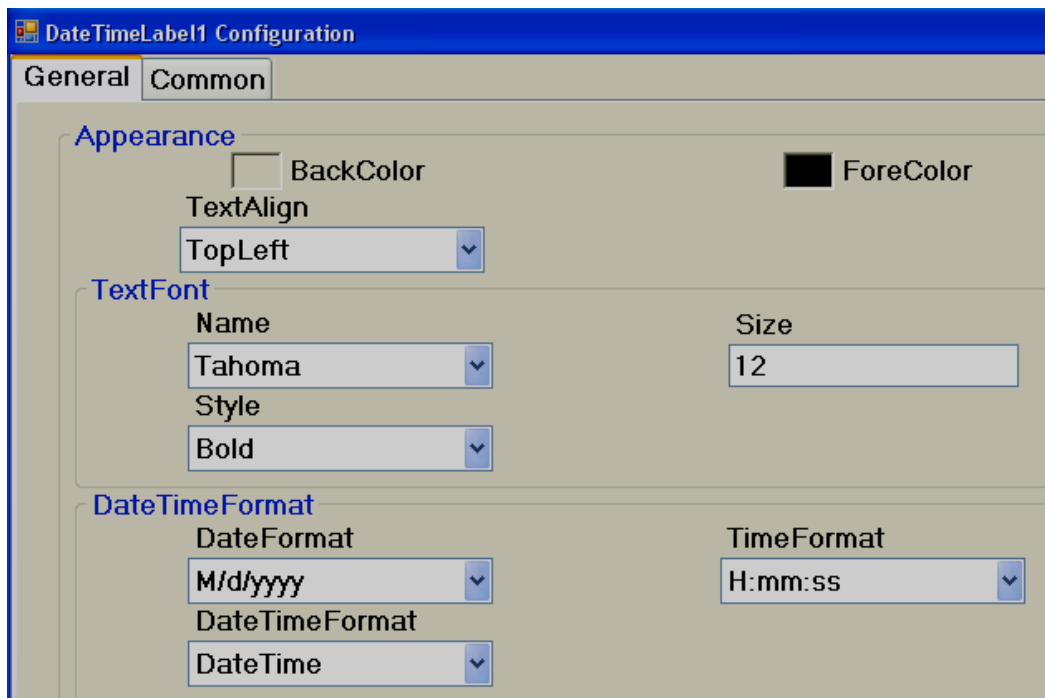 DateTimeLabel1 Configuration
General Common
Appearance
BackColor ForeColor
TextAlign
TopLeft
TextFont
Name Size
Tahoma 12
Style
Bold
DateTimeFormat
DateFormat TimeFormat
M/d/yyyy H:mm:ss
DateTimeFormat
DateTime